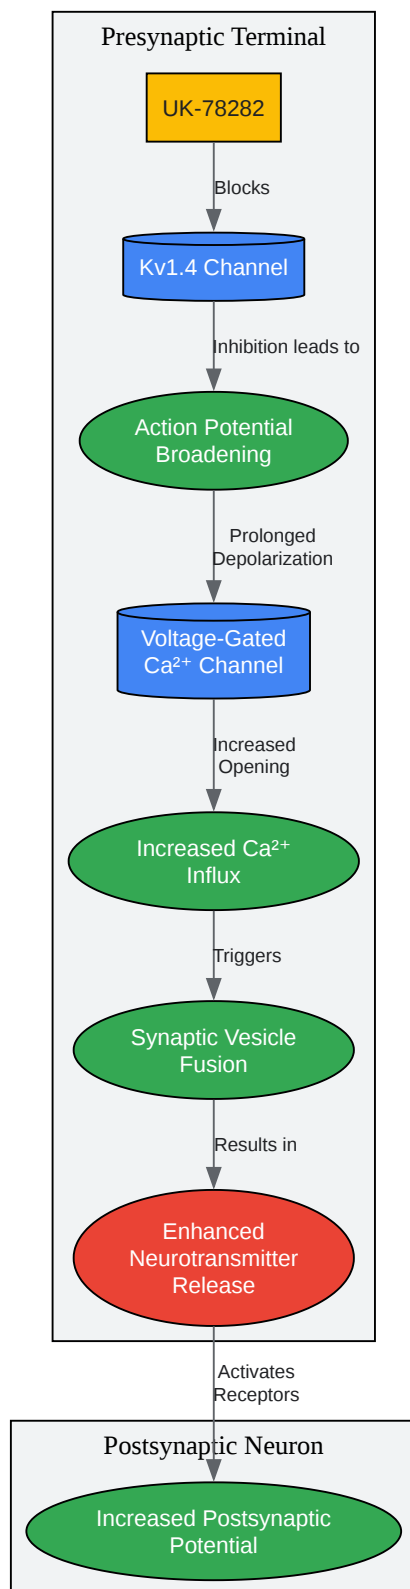 Presynaptic Terminal
UK-78282
Blocks
Kv1.4 Channel
Inhibition leads to
Action Potential
Broadening
Prolonged
Depolarization
Voltage-Gated
Ca²⁺ Channel
Increased
Opening
Increased Ca²⁺
Influx
Triggers
Synaptic Vesicle
Fusion
Results in
Enhanced
Neurotransmitter
Release
Activates
Receptors
Postsynaptic Neuron
Increased Postsynaptic
Potential